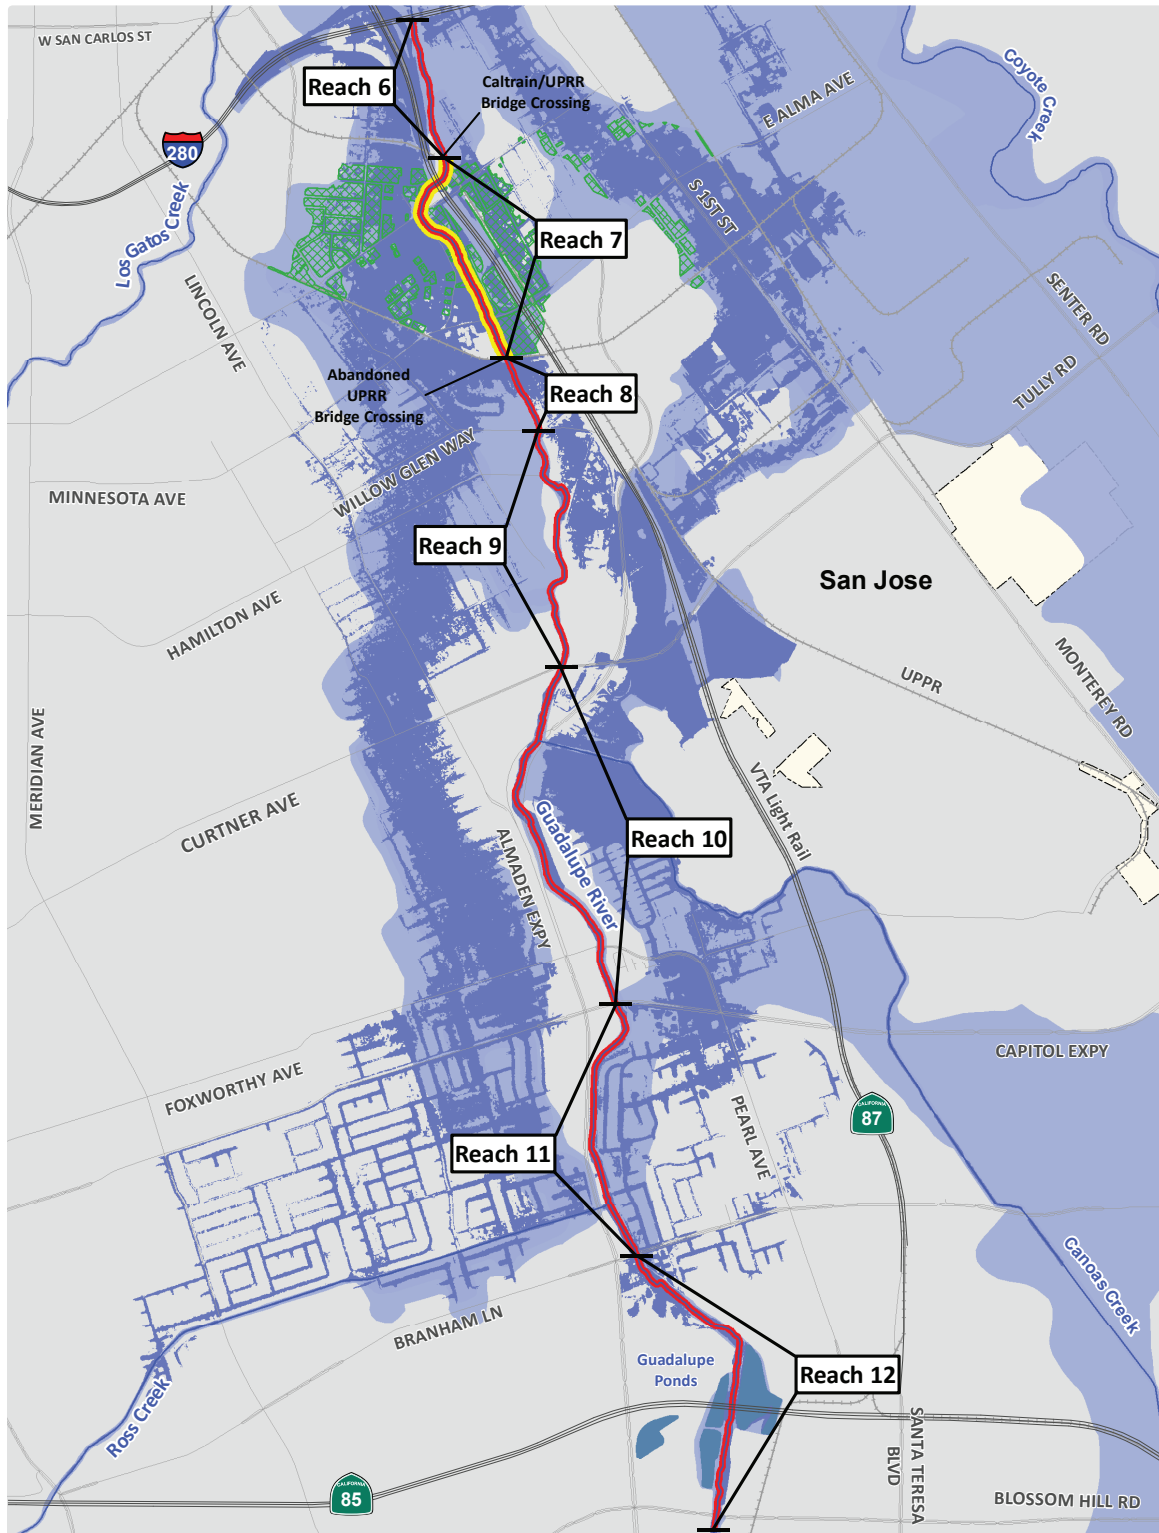 W SAN CARLOS ST
Reach 6
Caltrain/UPRR
Bridge Crossing
Coyote Creek
E ALMA AVE
280
Los Gatos Creek
S 1ST ST
Reach 7
LINCOLN AVE
SENTER RD
Abandoned
UPRR
Bridge Crossing
Reach 8
TULLY RD
WILLOW GLEN WAY
MINNESOTA AVE
Reach 9
San Jose
HAMILTON AVE
UPPR
MONTEREY RD
MERIDIAN AVE
CURTNER AVE
VTA Light Rail
Guadalupe River
Reach 10
ALMADEN EXPY
CAPITOL EXPY
FOXWORTHY AVE
PEARL AVE
CALIFORNIA
87
Reach 11
Canoas Creek
BRANHAM LN
Guadalupe
Ponds
Reach 12
Ross Creek
SANTA TERESA
BLVD
CALIFORNIA
85
BLOSSOM HILL RD